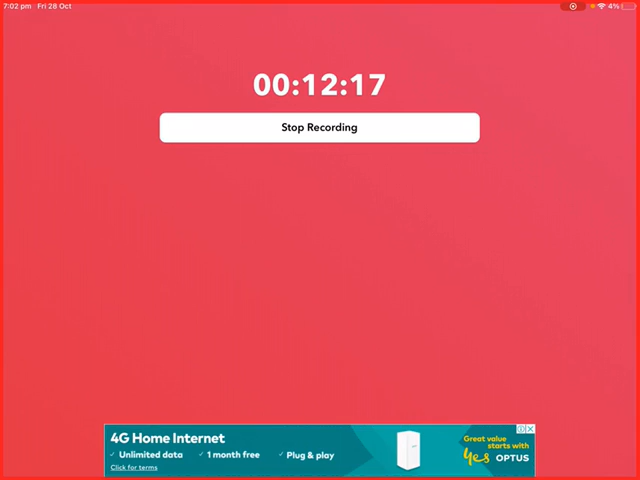 7:02 pm Fri 28 Oct
4%
00:12:17
Stop Recording
4G Home Internet
✓ Unlimited data ✓ 1 month free ✓ Plug & play
Click for terms
Great value
starts with
yes OPTUS